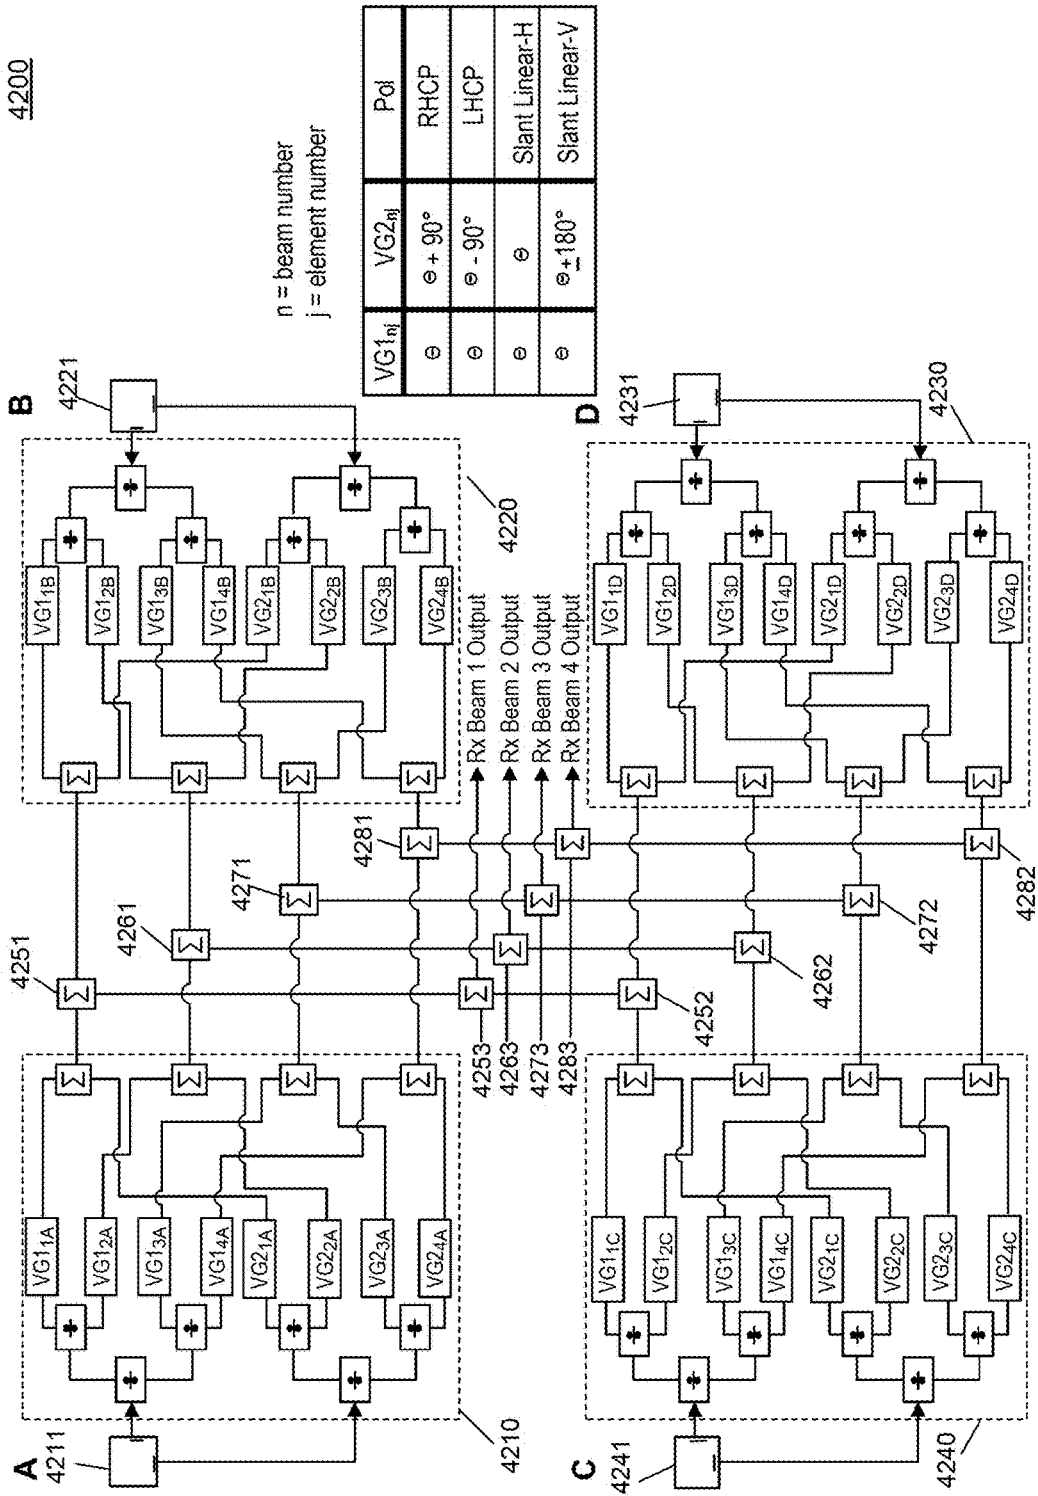 4200
n = beam number
j = element number
VG1nj VG2nj Pol
Θ Θ + 90° RHCP
Θ Θ - 90° LHCP
Θ Θ Slant Linear-H
Θ Θ±180° Slant Linear-V
A
4211
4210
VG11A
VG12A
VG13A
VG14A
VG21A
VG22A
VG23A
VG24A
÷ ÷ ÷ ÷ ÷ ÷
Σ Σ Σ Σ
4251
4261
4271
4281
Σ Σ Σ Σ
B
4221
4220
VG11B
VG12B
VG13B
VG14B
VG21B
VG22B
VG23B
VG24B
÷ ÷ ÷ ÷ ÷ ÷
Σ Σ Σ Σ
4253 Σ Rx Beam 1 Output
4263 Σ Rx Beam 2 Output
4273 Σ Rx Beam 3 Output
4283 Σ Rx Beam 4 Output
C
4241
4240
VG11C
VG12C
VG13C
VG14C
VG21C
VG22C
VG23C
VG24C
÷ ÷ ÷ ÷ ÷ ÷
Σ Σ Σ Σ
4252
4262
4272
4282
Σ Σ Σ Σ
D
4231
4230
VG11D
VG12D
VG13D
VG14D
VG21D
VG22D
VG23D
VG24D
÷ ÷ ÷ ÷ ÷ ÷
Σ Σ Σ Σ